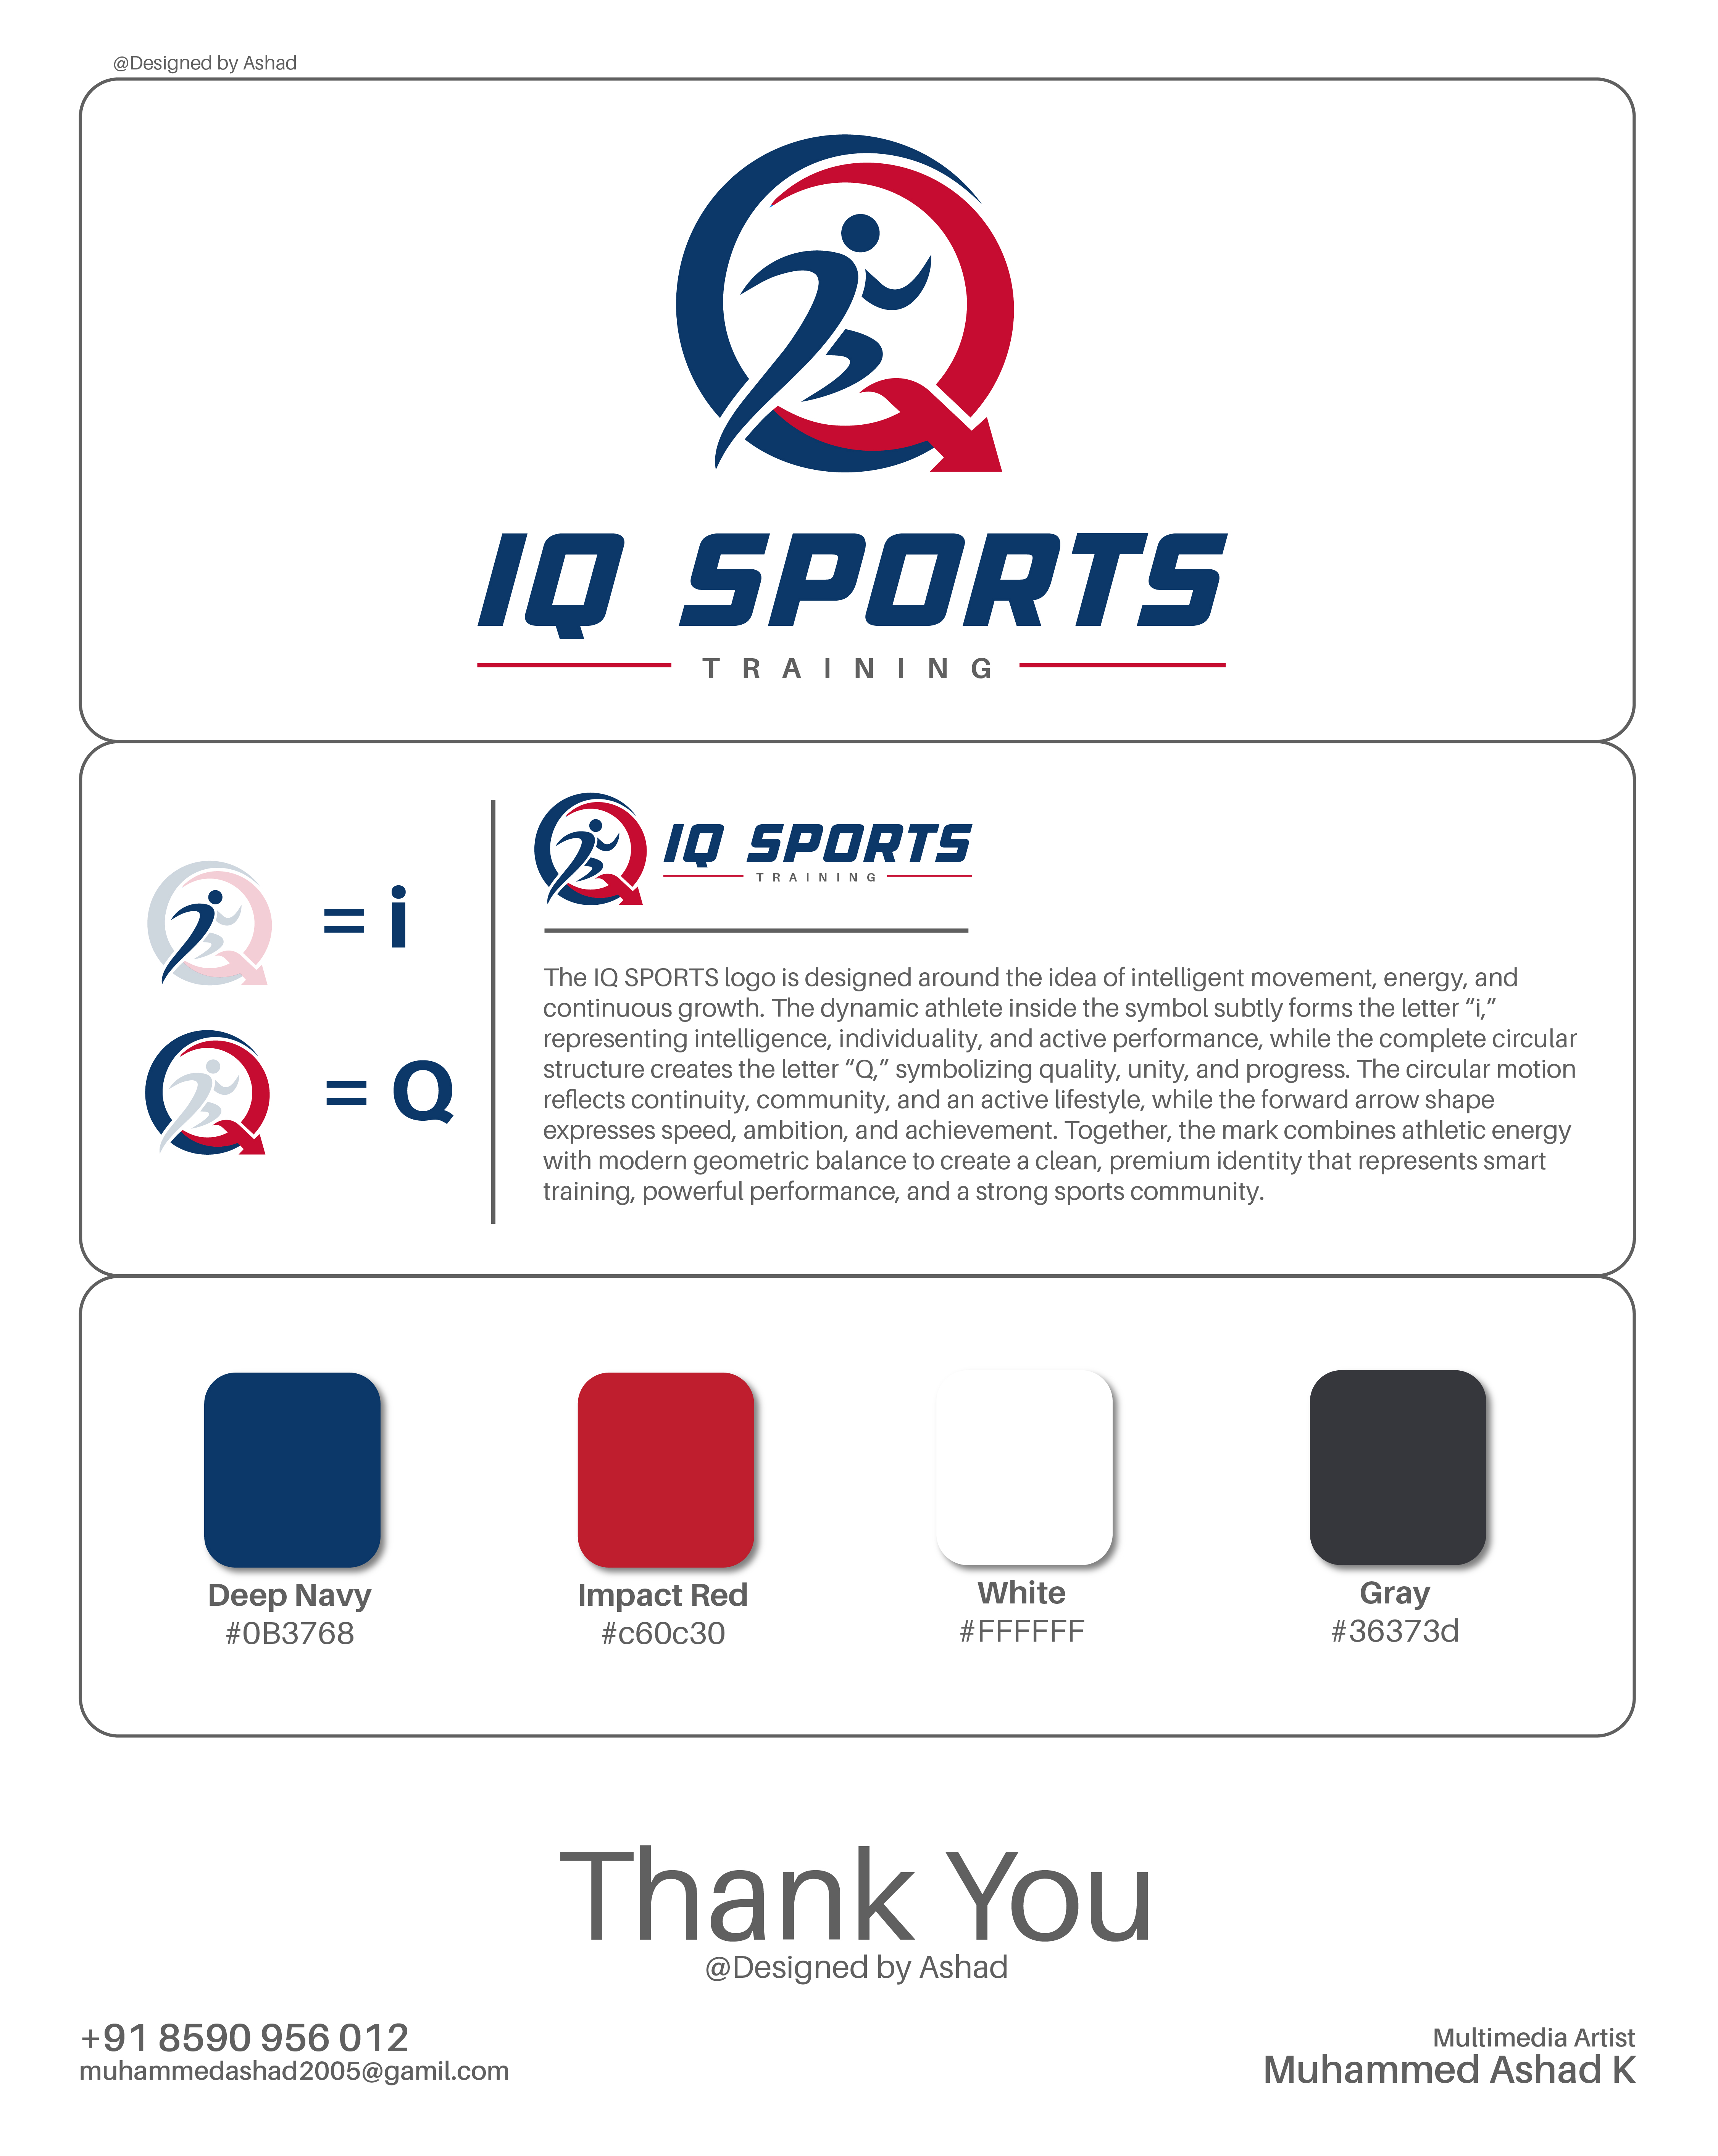 @Designed by Ashad
IQ SPORTS
TRAINING
= i
= Q
IQ SPORTS
TRAINING
The IQ SPORTS logo is designed around the idea of intelligent movement, energy, and
continuous growth. The dynamic athlete inside the symbol subtly forms the letter “i,”
representing intelligence, individuality, and active performance, while the complete circular
structure creates the letter “Q,” symbolizing quality, unity, and progress. The circular motion
reflects continuity, community, and an active lifestyle, while the forward arrow shape
expresses speed, ambition, and achievement. Together, the mark combines athletic energy
with modern geometric balance to create a clean, premium identity that represents smart
training, powerful performance, and a strong sports community.
Deep Navy
#0B3768
Impact Red
#c60c30
White
#FFFFFF
Gray
#36373d
Thank You
@Designed by Ashad
+91 8590 956 012
muhammedashad2005@gamil.com
Multimedia Artist
Muhammed Ashad K